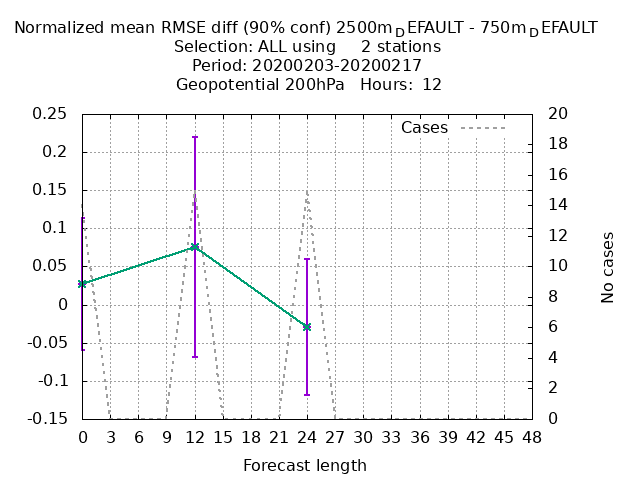 Normalized mean RMSE diff (90% conf) 2500m_DEFAULT - 750m_DEFAULT
Selection: ALL using     2 stations
Period: 20200203-20200217
Geopotential 200hPa   Hours:  12
Cases
0.25
0.2
0.15
0.1
0.05
0
-0.05
-0.1
-0.15
20
18
16
14
12
10
8
6
4
2
0
No cases
0 3 6 9 12 15 18 21 24 27 30 33 36 39 42 45 48
Forecast length